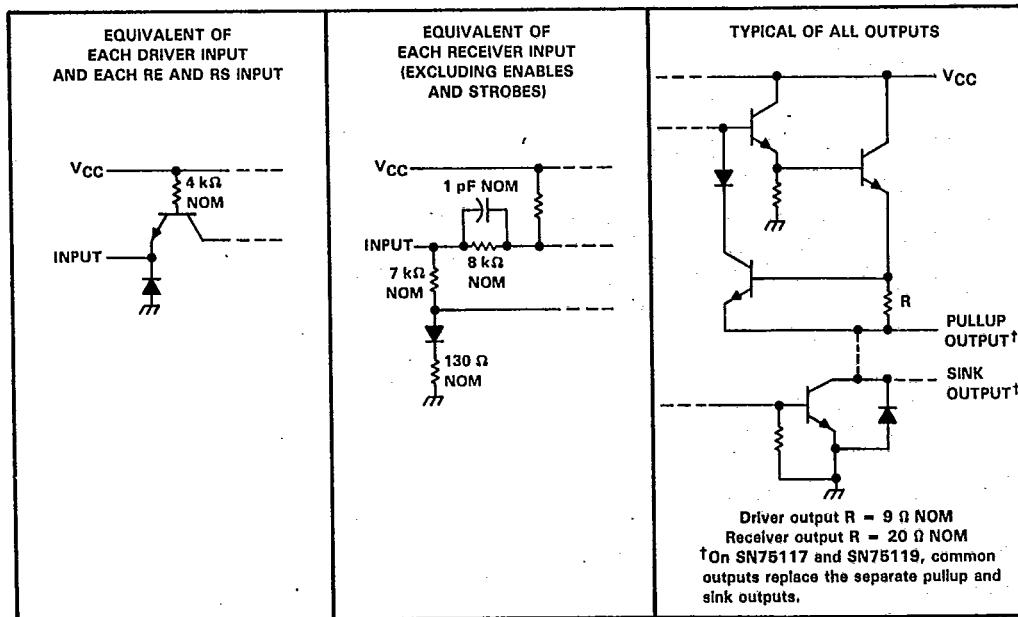 EQUIVALENT OF
EACH DRIVER INPUT
AND EACH RE AND RS INPUT
VCC
4 kΩ
NOM
INPUT
EQUIVALENT OF
EACH RECEIVER INPUT
(EXCLUDING ENABLES
AND STROBES)
VCC
1 pF NOM
INPUT
8 kΩ
NOM
7 kΩ
NOM
130 Ω
NOM
TYPICAL OF ALL OUTPUTS
VCC
R
PULLUP
OUTPUT†
SINK
OUTPUT†
Driver output R = 9 Ω NOM
Receiver output R = 20 Ω NOM
†On SN75117 and SN75119, common
outputs replace the separate pullup and
sink outputs.